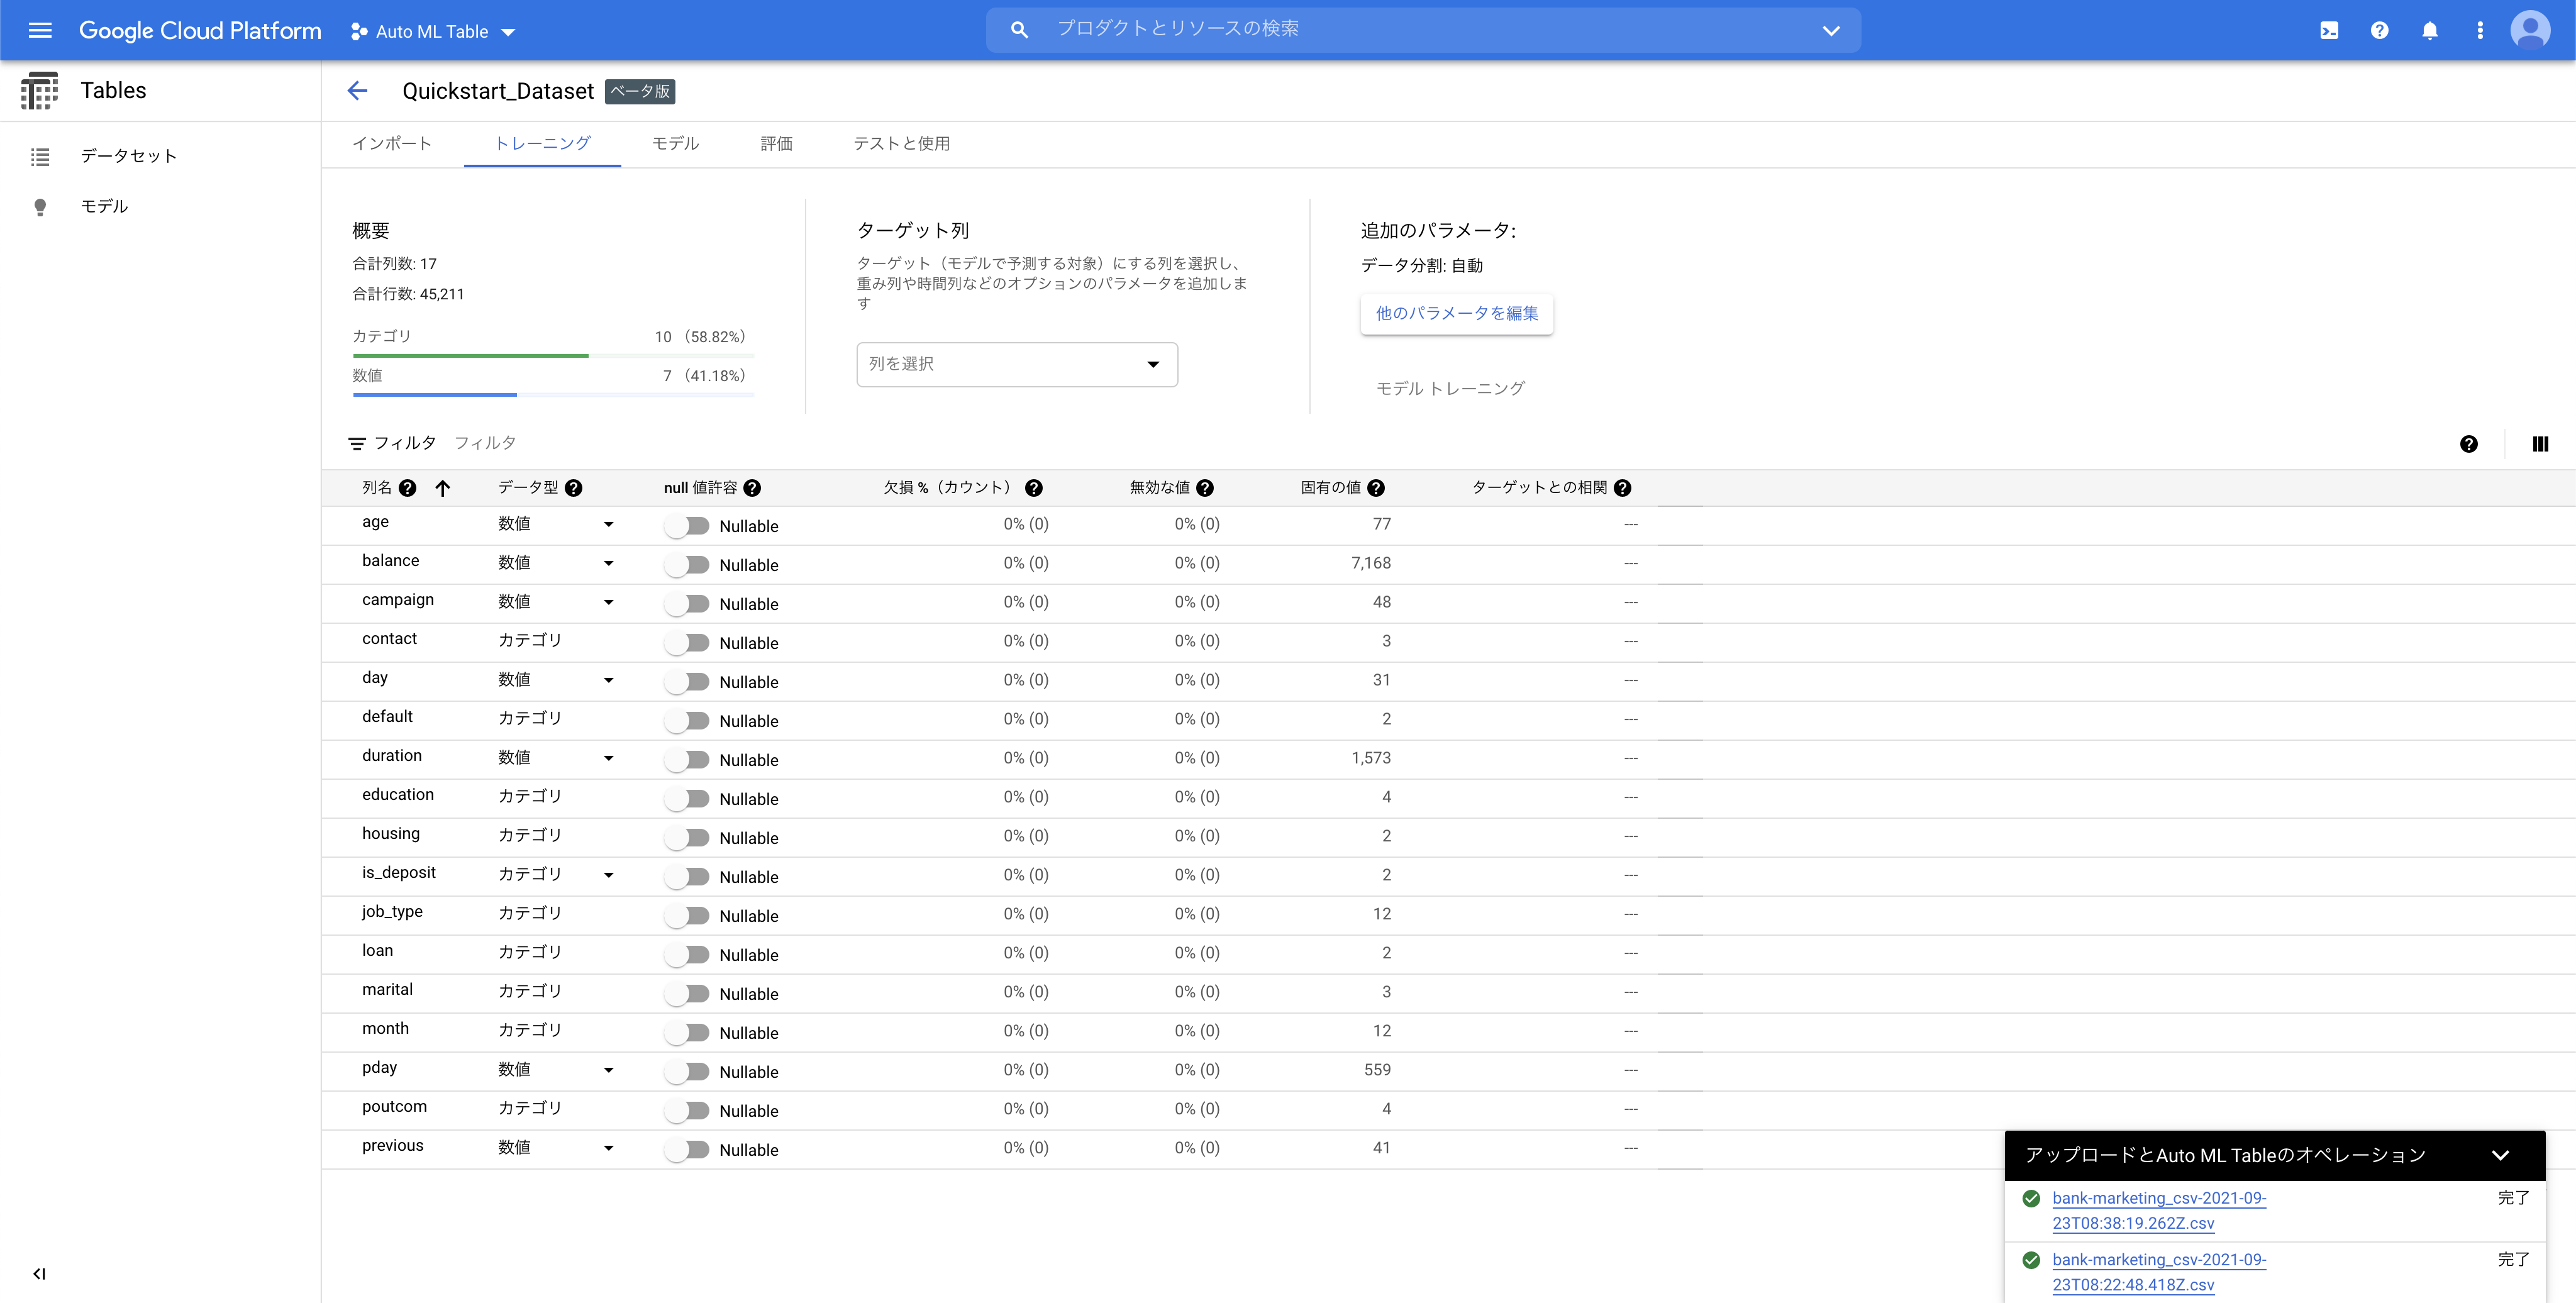 Google Cloud Platform
Auto ML Table
プロダクトとリソースの検索
Tables
データセット
モデル
Quickstart_Dataset ベータ版
インポート トレーニング モデル 評価 テストと使用
概要
合計列数: 17
合計行数: 45,211
カテゴリ 10 （58.82%）
数値 7 （41.18%）
ターゲット列
ターゲット（モデルで予測する対象）にする列を選択し、
重み列や時間列などのオプションのパラメータを追加しま
す
列を選択
追加のパラメータ:
データ分割: 自動
他のパラメータを編集
モデル トレーニング
フィルタ フィルタ
列名 データ型 null 値許容 欠損 %（カウント） 無効な値 固有の値 ターゲットとの相関
age 数値 Nullable 0% (0) 0% (0) 77 ---
balance 数値 Nullable 0% (0) 0% (0) 7,168 ---
campaign 数値 Nullable 0% (0) 0% (0) 48 ---
contact カテゴリ Nullable 0% (0) 0% (0) 3 ---
day 数値 Nullable 0% (0) 0% (0) 31 ---
default カテゴリ Nullable 0% (0) 0% (0) 2 ---
duration 数値 Nullable 0% (0) 0% (0) 1,573 ---
education カテゴリ Nullable 0% (0) 0% (0) 4 ---
housing カテゴリ Nullable 0% (0) 0% (0) 2 ---
is_deposit カテゴリ Nullable 0% (0) 0% (0) 2 ---
job_type カテゴリ Nullable 0% (0) 0% (0) 12 ---
loan カテゴリ Nullable 0% (0) 0% (0) 2 ---
marital カテゴリ Nullable 0% (0) 0% (0) 3 ---
month カテゴリ Nullable 0% (0) 0% (0) 12 ---
pday 数値 Nullable 0% (0) 0% (0) 559 ---
poutcom カテゴリ Nullable 0% (0) 0% (0) 4 ---
previous 数値 Nullable 0% (0) 0% (0) 41 ---
アップロードとAuto ML Tableのオペレーション
bank-marketing_csv-2021-09- 完了
23T08:38:19.262Z.csv
bank-marketing_csv-2021-09- 完了
23T08:22:48.418Z.csv